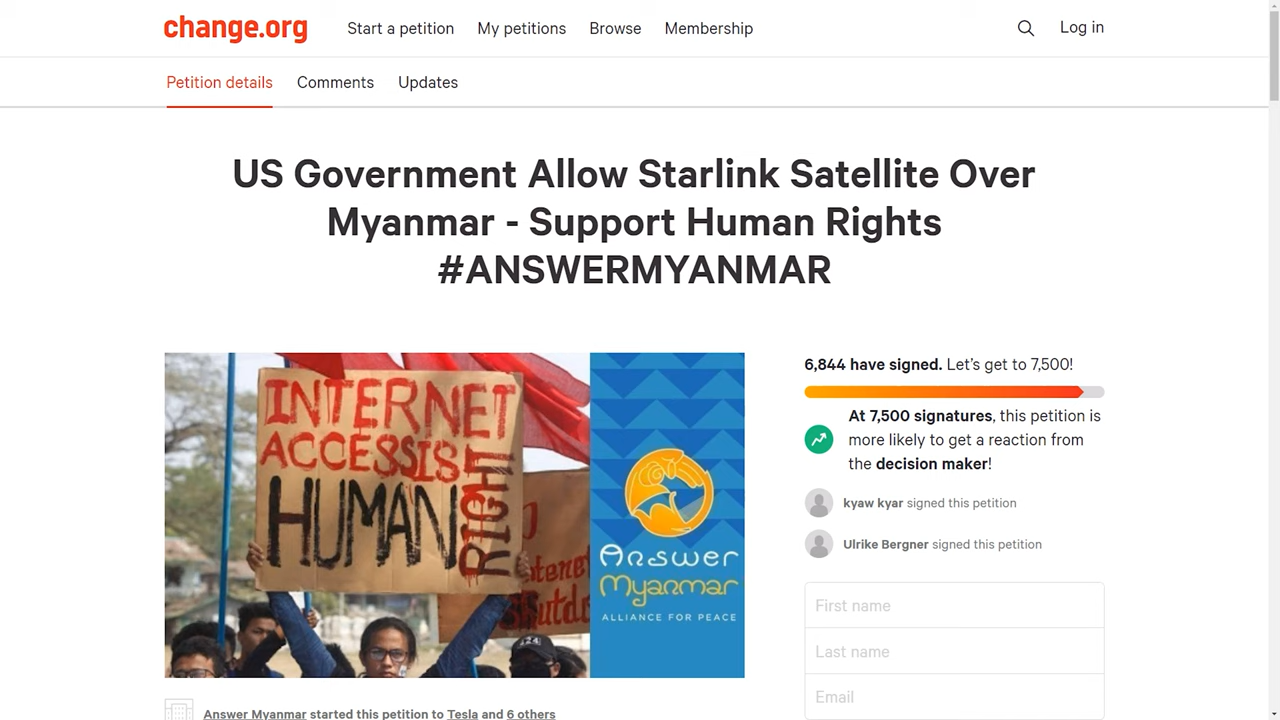 change.org
Start a petition
My petitions
Browse
Membership
Log in
Petition details
Comments
Updates
US Government Allow Starlink Satellite Over
Myanmar - Support Human Rights
#ANSWERMYANMAR
INTERNET
ACCESS IS
HUMAN
RIGHT
Answer
Myanmar
ALLIANCE FOR PEACE
6,844 have signed. Let’s get to 7,500!
At 7,500 signatures, this petition is
more likely to get a reaction from
the decision maker!
kyaw kyar signed this petition
Ulrike Bergner signed this petition
First name
Last name
Email
Answer Myanmar started this petition to Tesla and 6 others